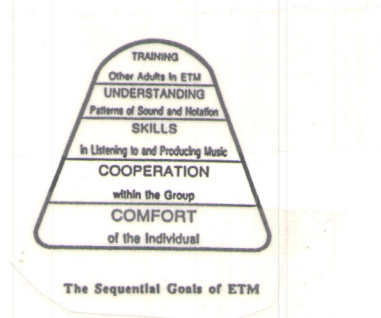 TRAINING
Other Adults in ETM
UNDERSTANDING
Patterns of Sound and Notation
SKILLS
in Listening to and Producing Music
COOPERATION
within the Group
COMFORT
of the Individual
The Sequential Goals of ETM